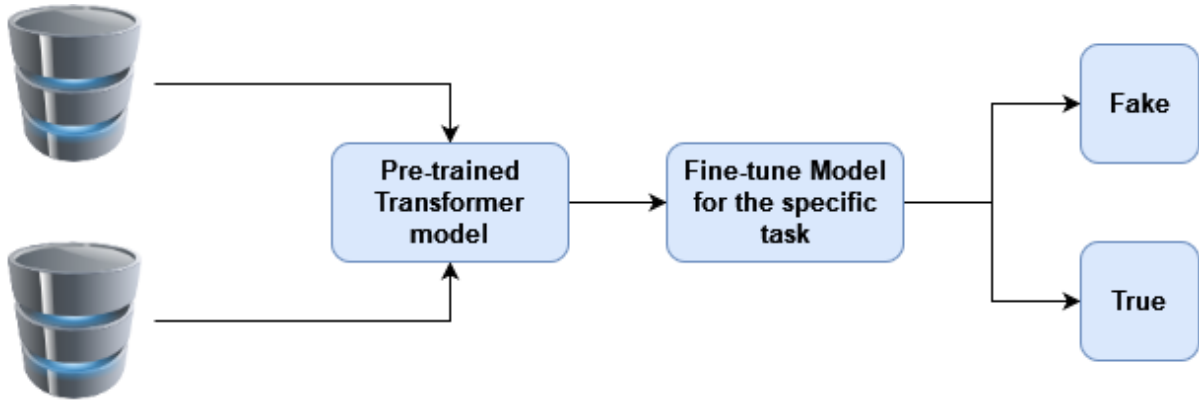 Pre-trained
Transformer
model
Fine-tune Model
for the specific
task
Fake
True